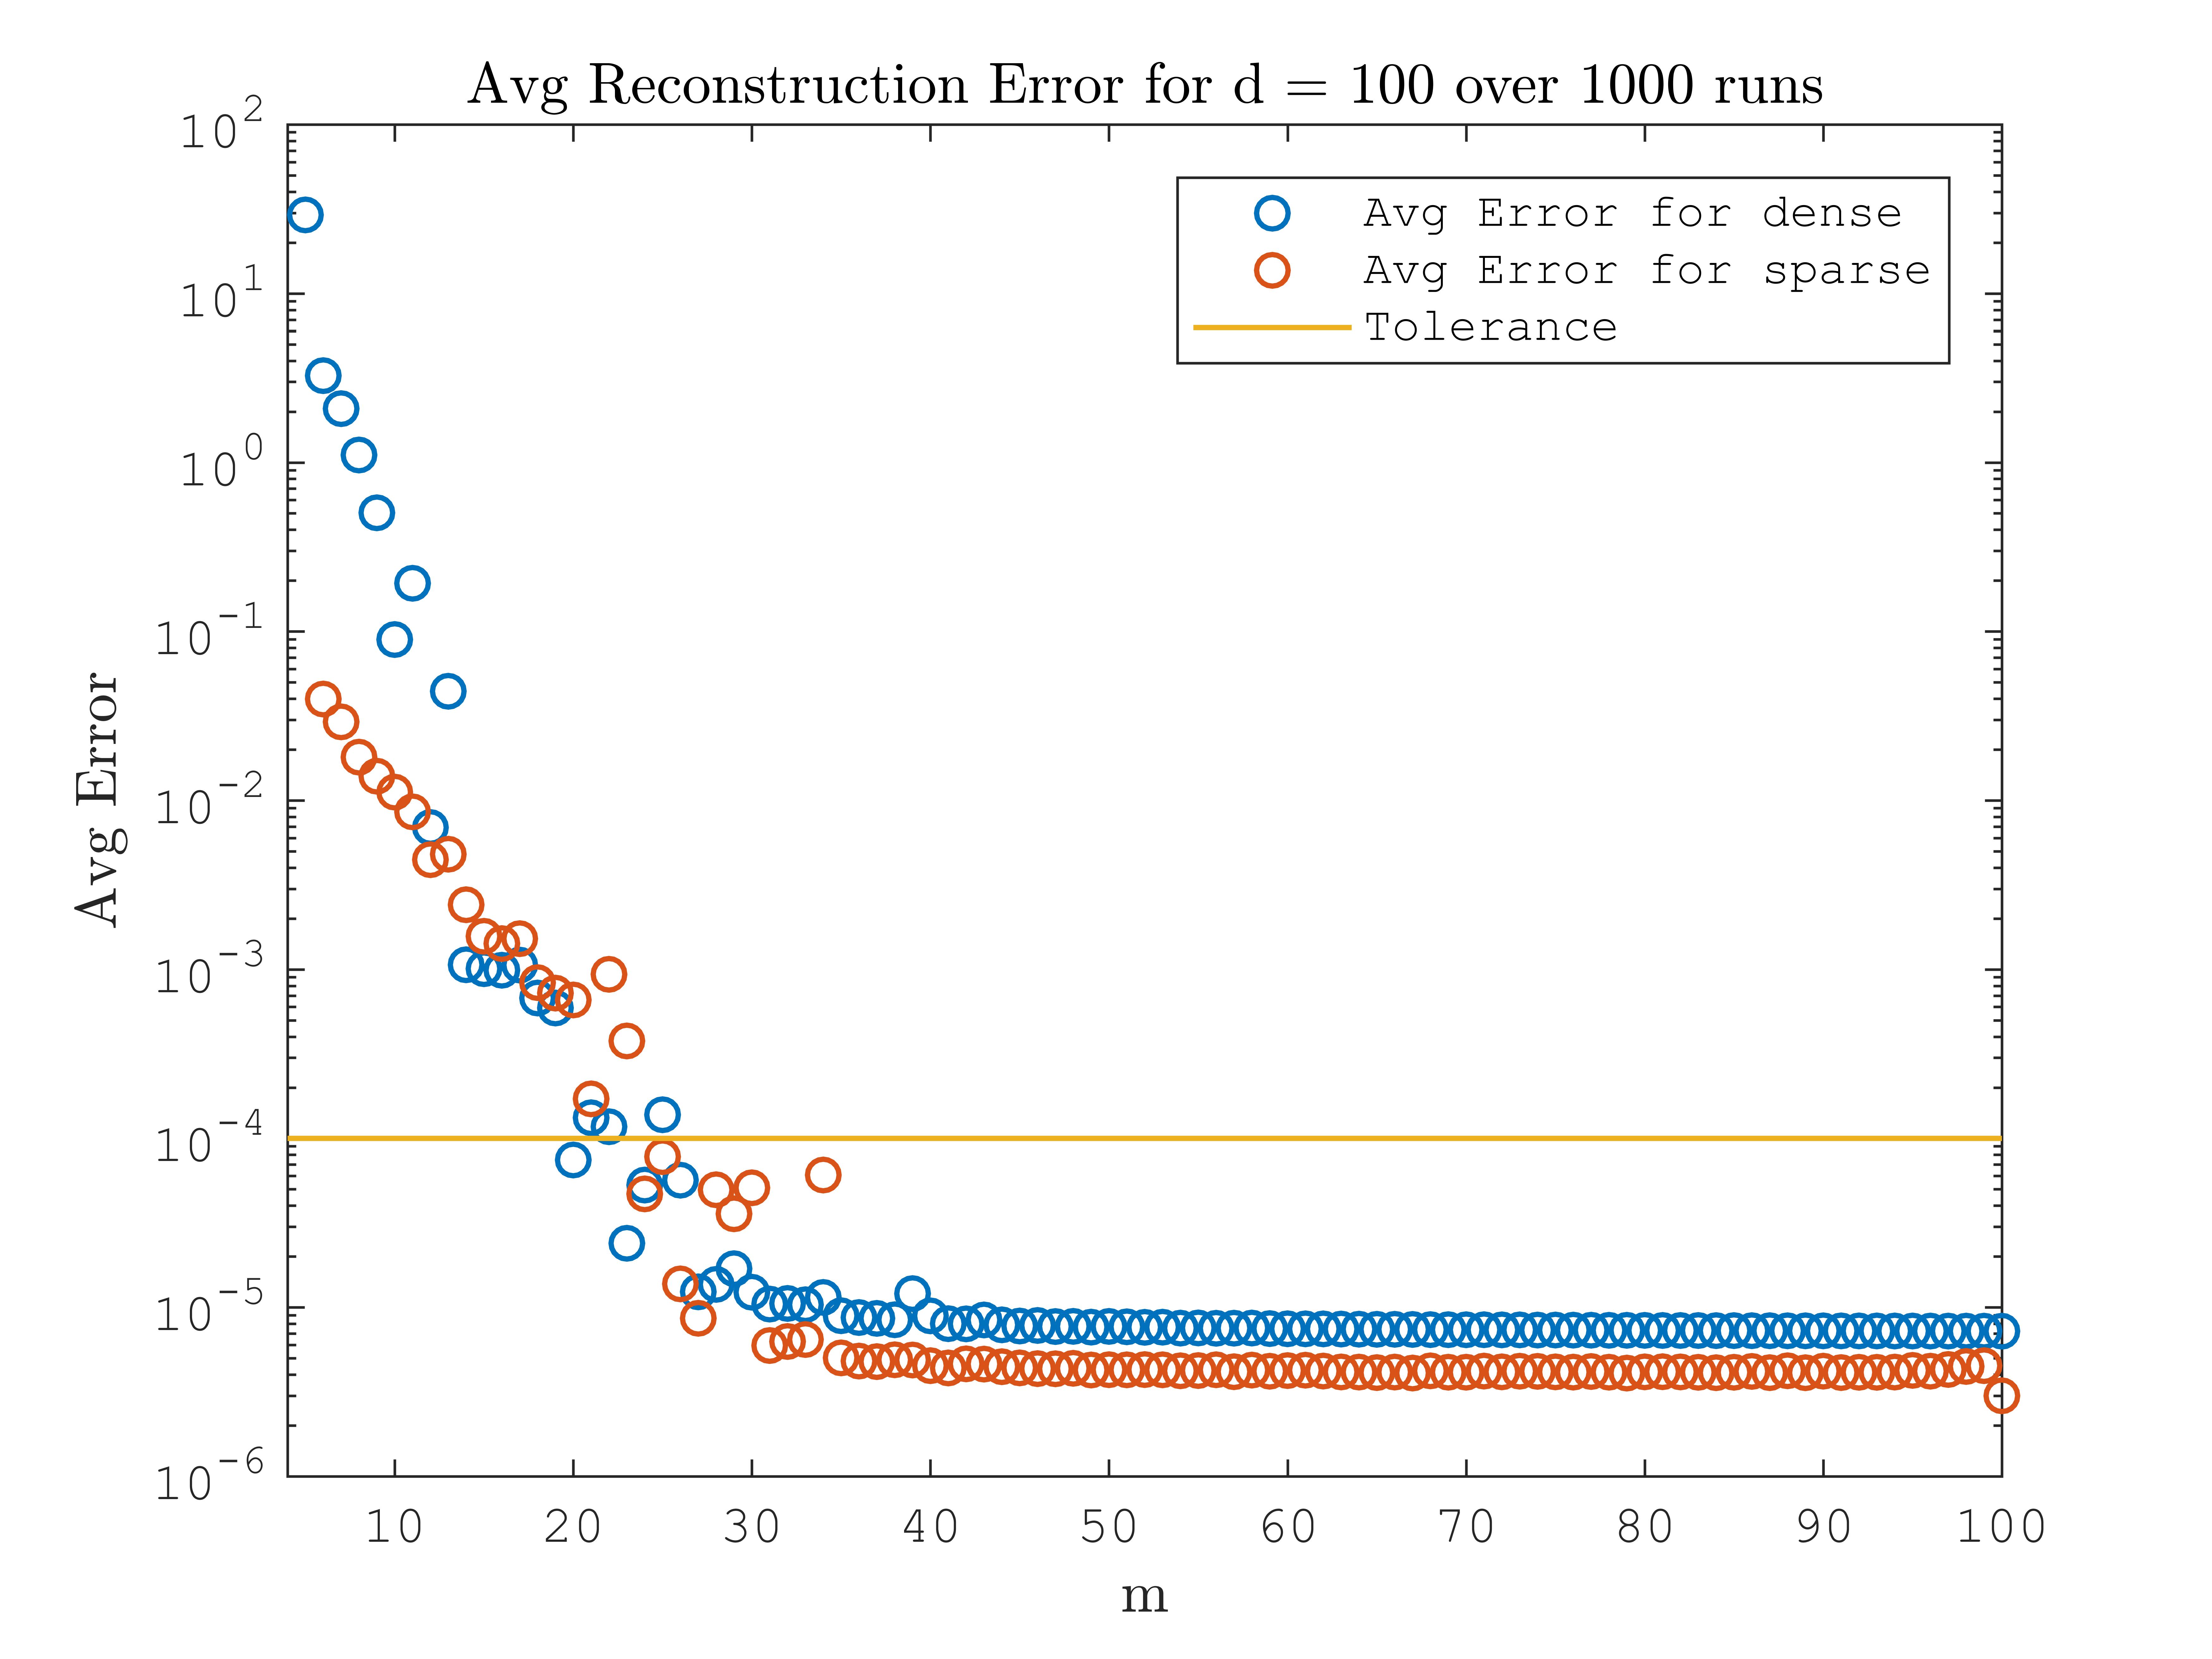 Avg Reconstruction Error for d = 100 over 1000 runs
10^2
10^1
10^0
10^-1
10^-2
10^-3
10^-4
10^-5
10^-6
Avg Error
Avg Error for dense
Avg Error for sparse
Tolerance
10 20 30 40 50 60 70 80 90 100
m